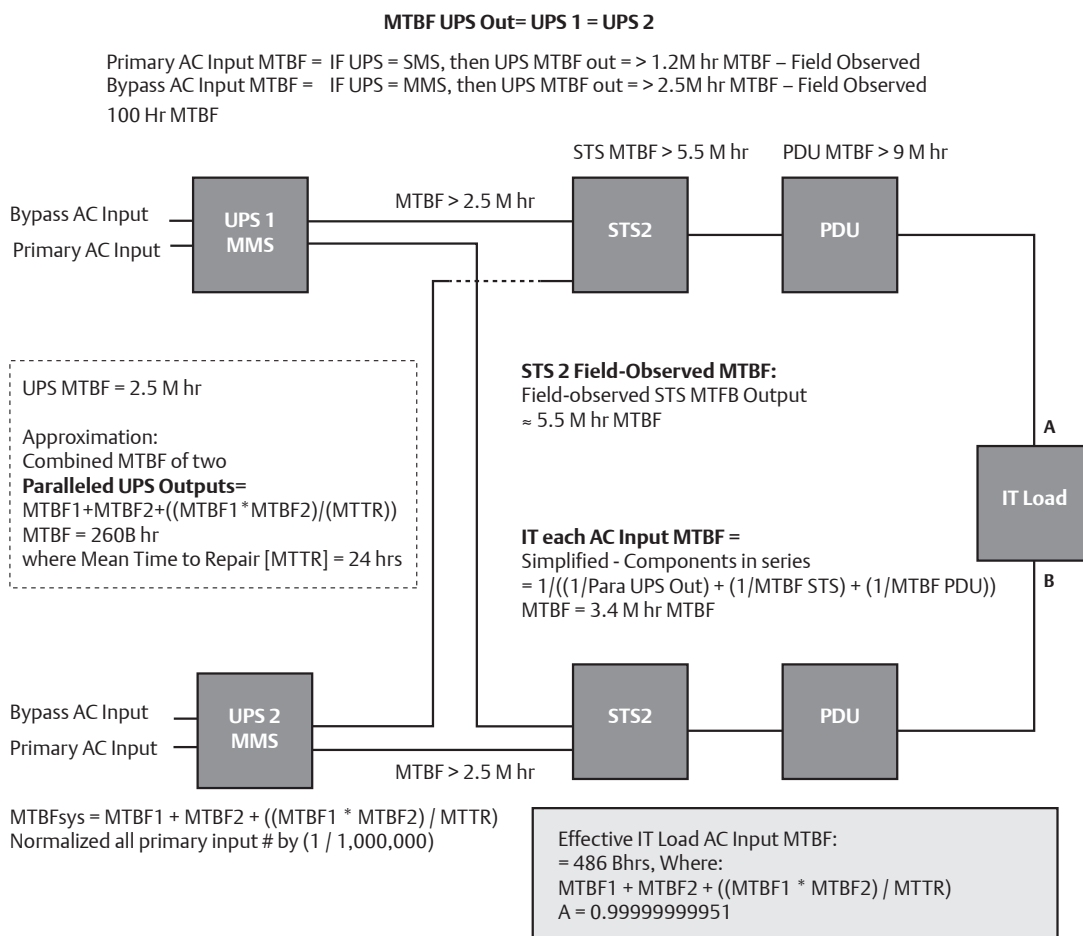 MTBF UPS Out= UPS 1 = UPS 2
Primary AC Input MTBF = IF UPS = SMS, then UPS MTBF out = > 1.2M hr MTBF – Field Observed
Bypass AC Input MTBF = IF UPS = MMS, then UPS MTBF out = > 2.5M hr MTBF – Field Observed
100 Hr MTBF
STS MTBF > 5.5 M hr
PDU MTBF > 9 M hr
MTBF > 2.5 M hr
Bypass AC Input
Primary AC Input
UPS 1
MMS
STS2
PDU
UPS MTBF = 2.5 M hr
Approximation:
Combined MTBF of two
Paralleled UPS Outputs=
MTBF1+MTBF2+((MTBF1*MTBF2)/(MTTR))
MTBF = 260B hr
where Mean Time to Repair [MTTR] = 24 hrs
STS 2 Field-Observed MTBF:
Field-observed STS MTFB Output
≈ 5.5 M hr MTBF
A
IT Load
B
IT each AC Input MTBF =
Simplified - Components in series
= 1/((1/Para UPS Out) + (1/MTBF STS) + (1/MTBF PDU))
MTBF = 3.4 M hr MTBF
Bypass AC Input
Primary AC Input
UPS 2
MMS
STS2
PDU
MTBF > 2.5 M hr
MTBFsys = MTBF1 + MTBF2 + ((MTBF1 * MTBF2) / MTTR)
Normalized all primary input # by (1 / 1,000,000)
Effective IT Load AC Input MTBF:
= 486 Bhrs, Where:
MTBF1 + MTBF2 + ((MTBF1 * MTBF2) / MTTR)
A = 0.99999999951